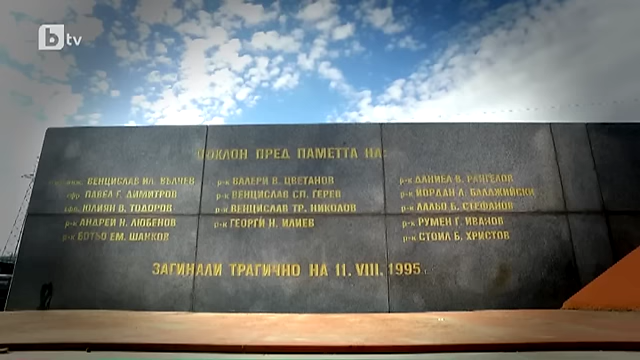 btv
ПОКЛОН ПРЕД ПАМЕТТА НА:
ВЕНЦИСЛАВ ИЛ. ВЪЛЧЕВ
ПАВЕЛ Г. ДИМИТРОВ
ЮЛИЯН В. ТОДОРОВ
р-к АНДРЕЙ Н. ЛЮБЕНОВ
р-к БОТЬО ЕМ. ШАНКОВ
р-к ВАЛЕРИ В. ЦВЕТАНОВ
р-к ВЕНЦИСЛАВ СП. ГЕРЕВ
р-к ВЕНЦИСЛАВ ТР. НИКОЛОВ
р-к ГЕОРГИ Н. ИЛИЕВ
р-к ДАНИЕЛ В. РАНГЕЛОВ
р-к ЙОРДАН Л. БАЛАЖИЙСКИ
р-к ЛАЛЬО Б. СТЕФАНОВ
р-к РУМЕН Г. ИВАНОВ
р-к СТОИЛ Б. ХРИСТОВ
ЗАГИНАЛИ ТРАГИЧНО НА 11. VIII. 1995г.